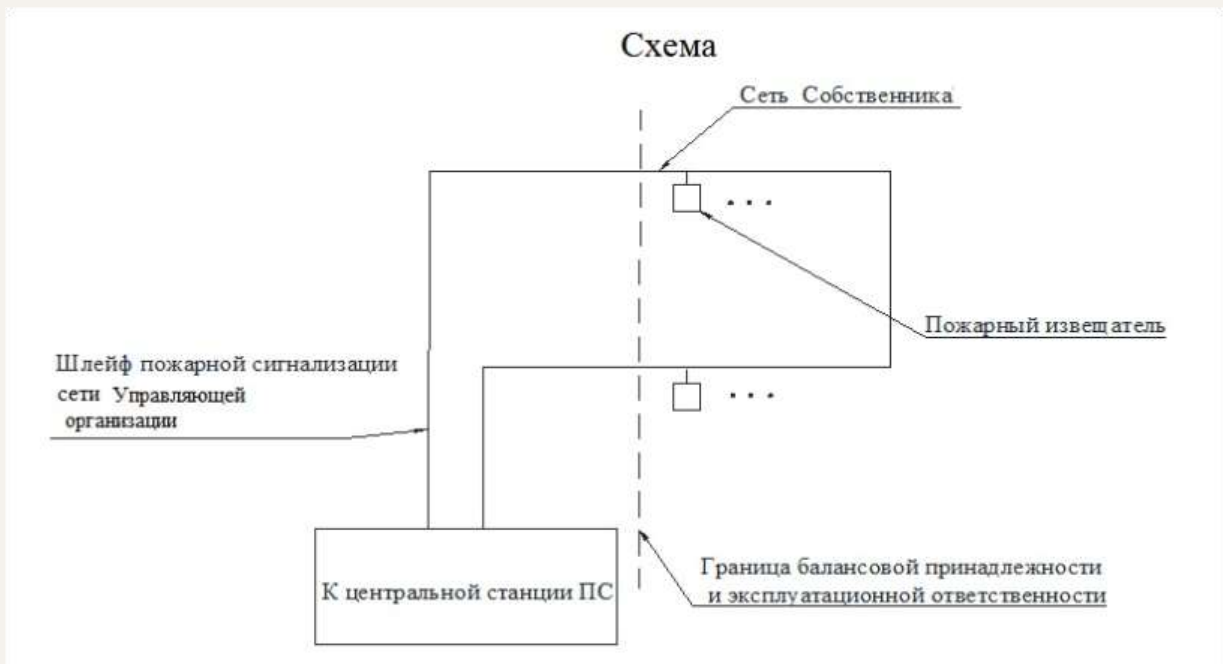 Схема
Сеть Собственника
Пожарный извещатель
Шлейф пожарной сигнализации
сети Управляющей
организации
К центральной станции ПС
Граница балансовой принадлежности
и эксплуатационной ответственности